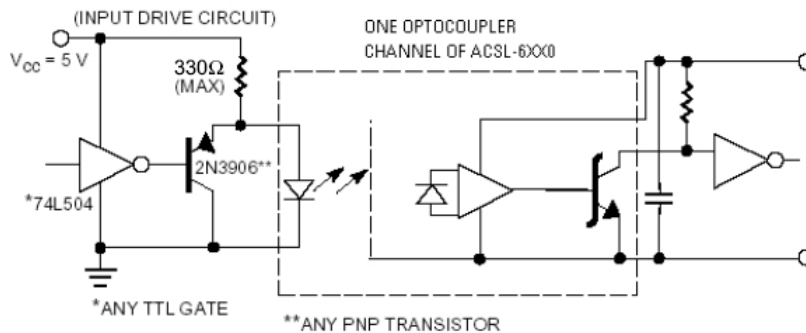 (INPUT DRIVE CIRCUIT)
ONE OPTOCOUPLER
CHANNEL OF ACSL-6XX0
VCC = 5 V
330Ω
(MAX)
2N3906**
*74L504
*ANY TTL GATE
**ANY PNP TRANSISTOR